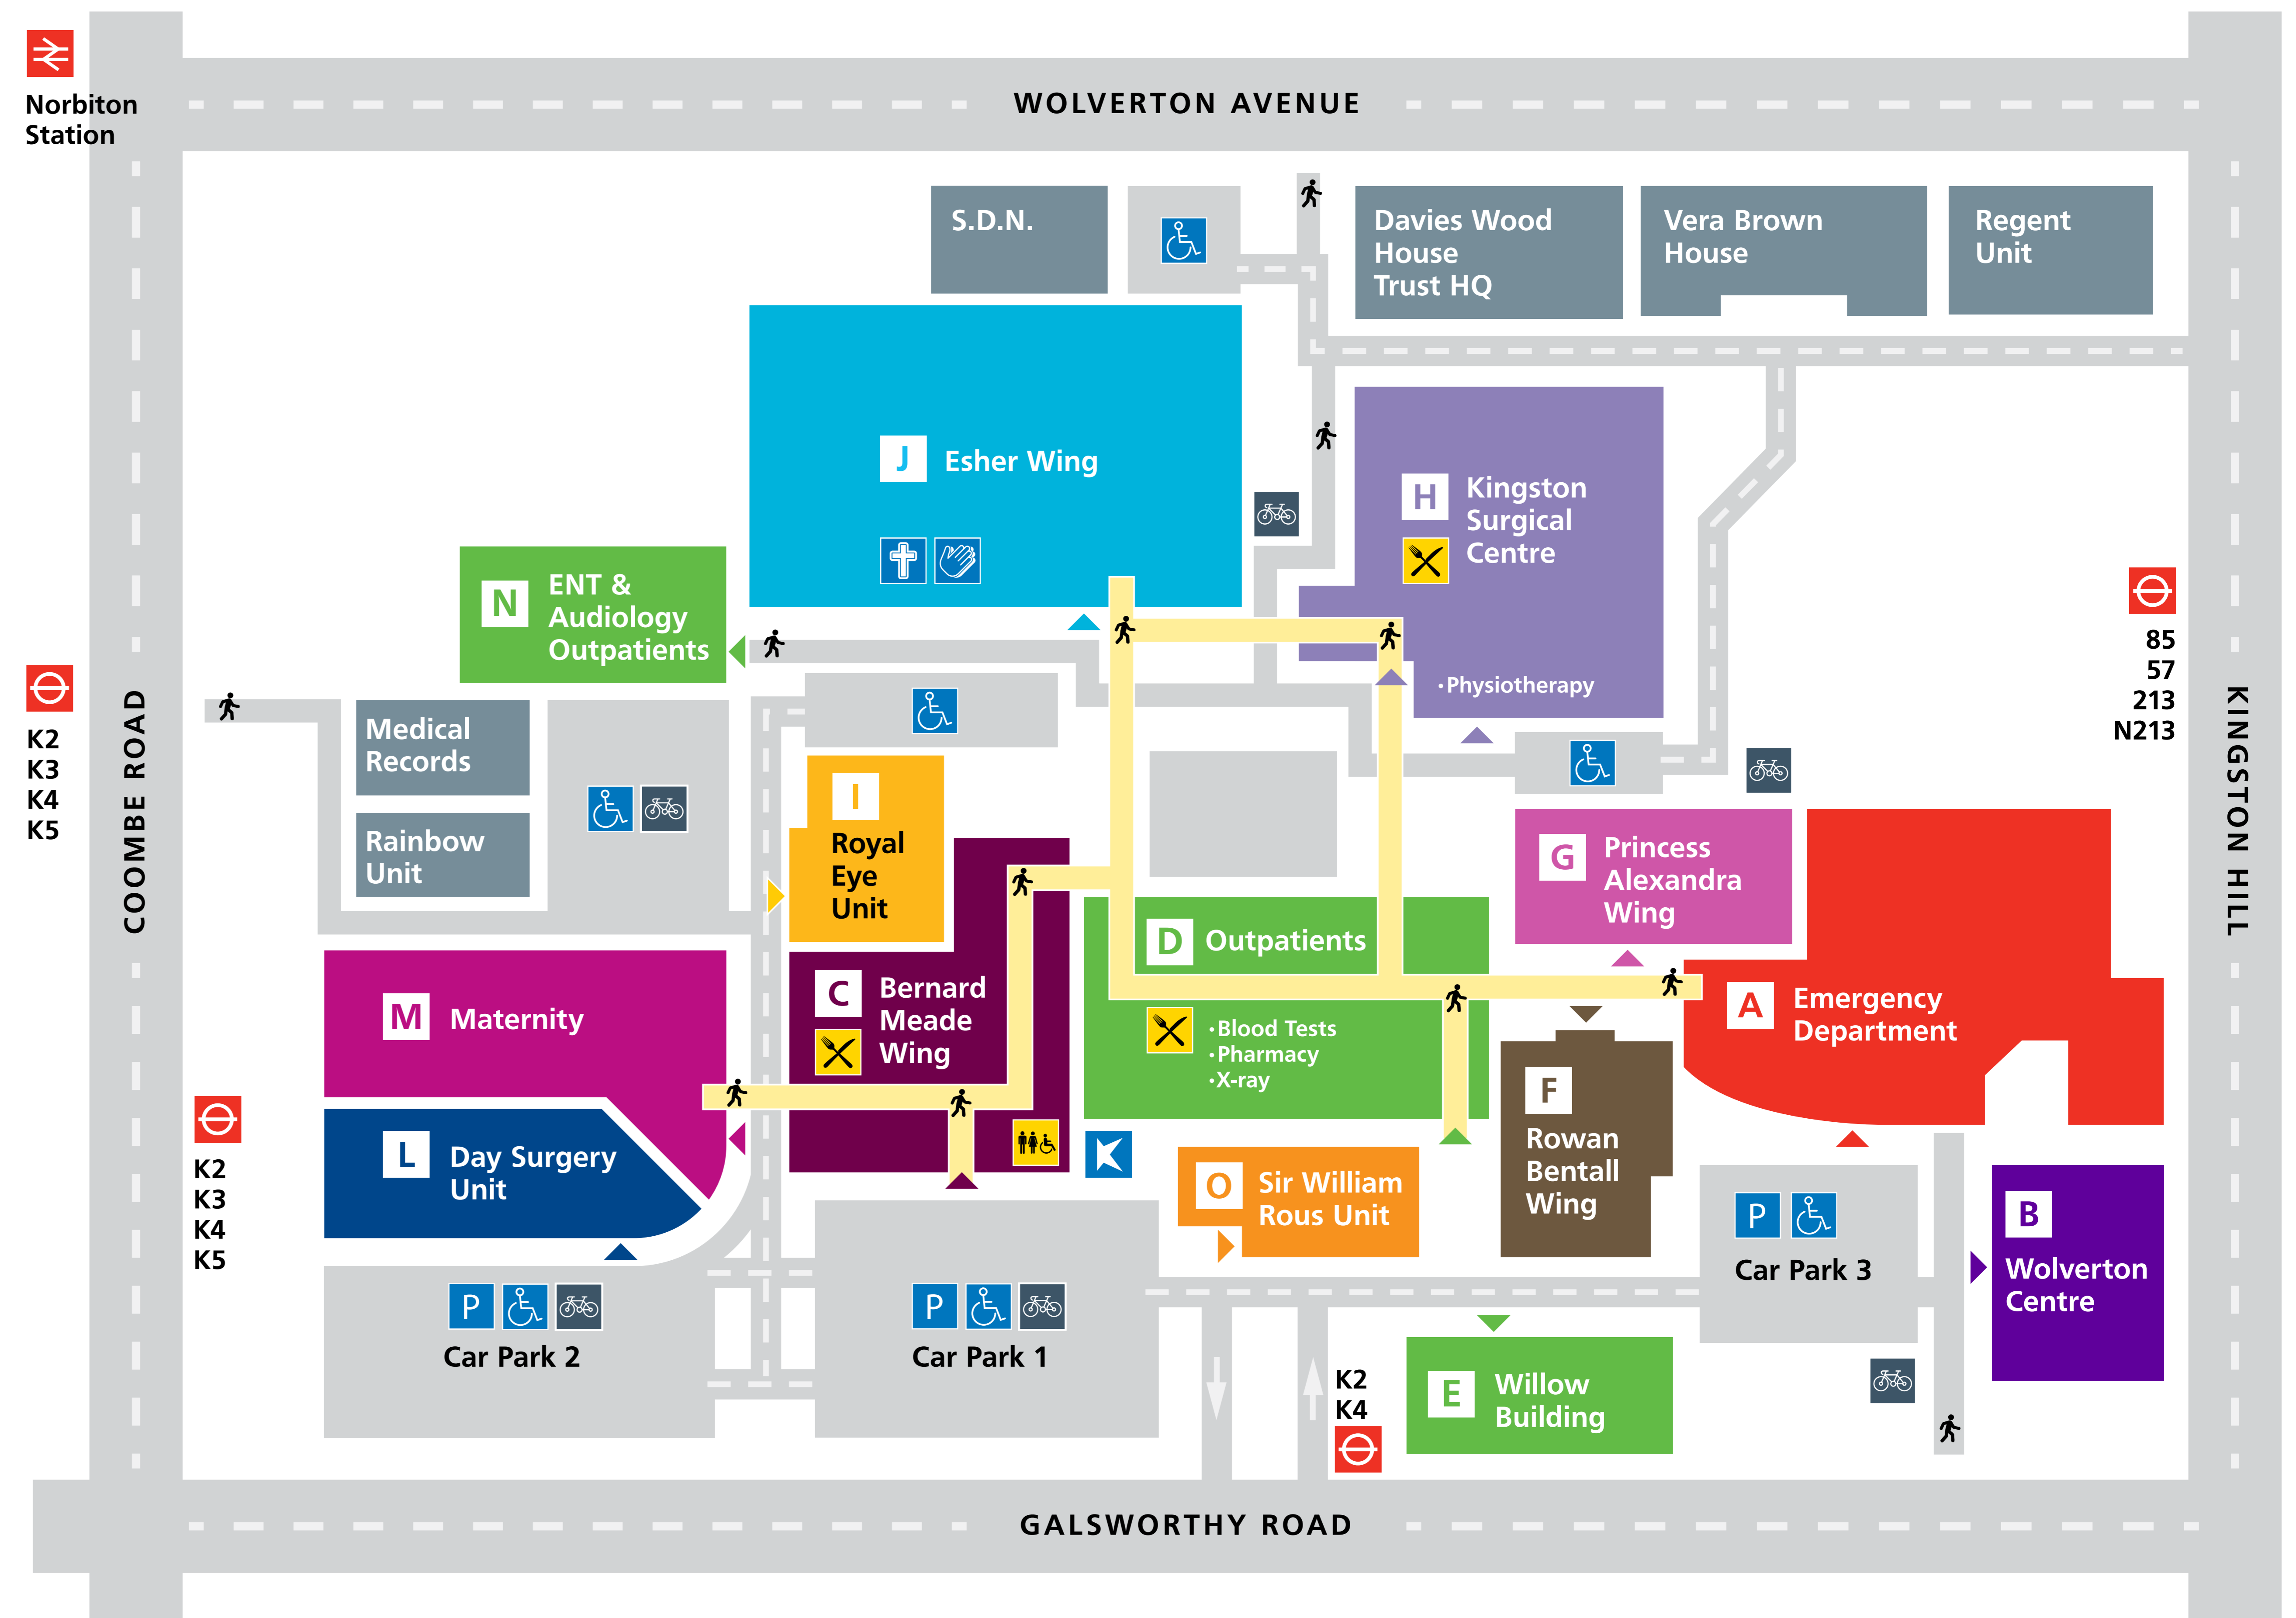 WOLVERTON AVENUE
Norbiton
Station
S.D.N.
Davies Wood
House
Trust HQ
Vera Brown
House
Regent
Unit
J
Esher Wing
H
Kingston
Surgical
Centre
• Physiotherapy
N
ENT &
Audiology
Outpatients
85
57
213
N213
K2
K3
K4
K5
COOMBE ROAD
KINGSTON HILL
Medical
Records
Rainbow
Unit
I
Royal
Eye
Unit
G
Princess
Alexandra
Wing
D
Outpatients
• Blood Tests
• Pharmacy
• X-ray
C
Bernard
Meade
Wing
A
Emergency
Department
M
Maternity
L
Day Surgery
Unit
K2
K3
K4
K5
F
Rowan
Bentall
Wing
O
Sir William
Rous Unit
B
Wolverton
Centre
P
Car Park 3
P
Car Park 2
P
Car Park 1
K2
K4
E
Willow
Building
GALSWORTHY ROAD